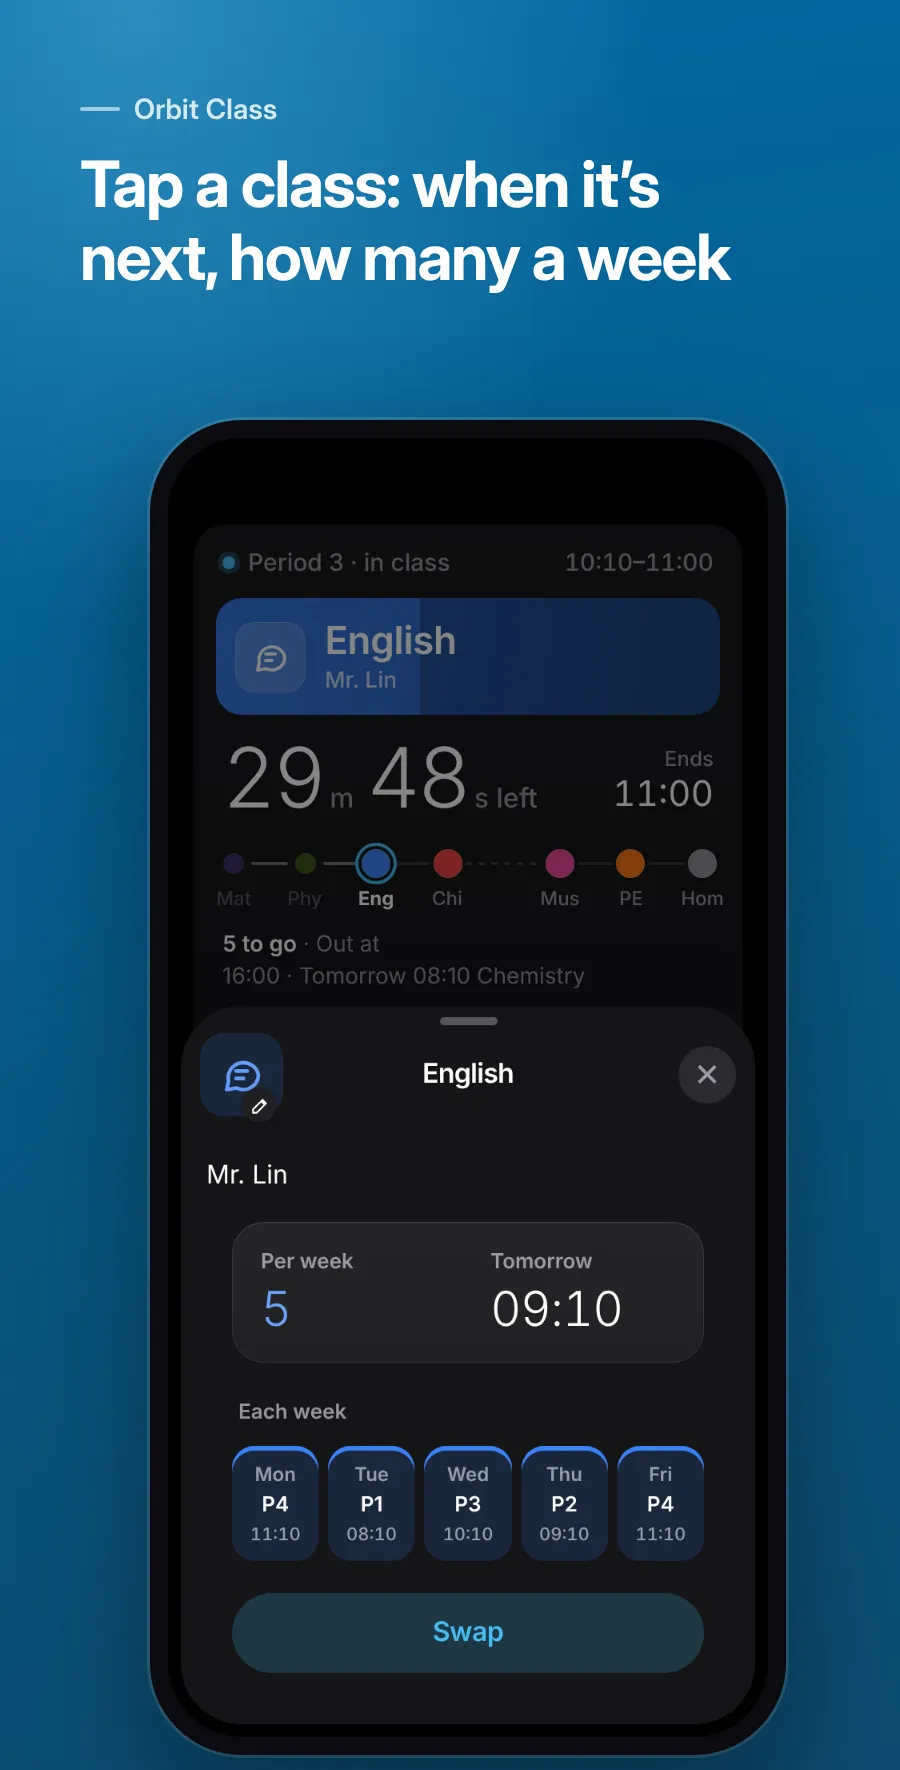 Orbit Class
Tap a class: when it’s
next, how many a week
Period 3 · in class 10:10–11:00
English
Mr. Lin
29 m 48 s left
Ends
11:00
Mat Phy Eng Chi Mus PE Hom
5 to go · Out at
16:00 · Tomorrow 08:10 Chemistry
English
Mr. Lin
Per week Tomorrow
5 09:10
Each week
Mon Tue Wed Thu Fri
P4 P1 P3 P2 P4
11:10 08:10 10:10 09:10 11:10
Swap